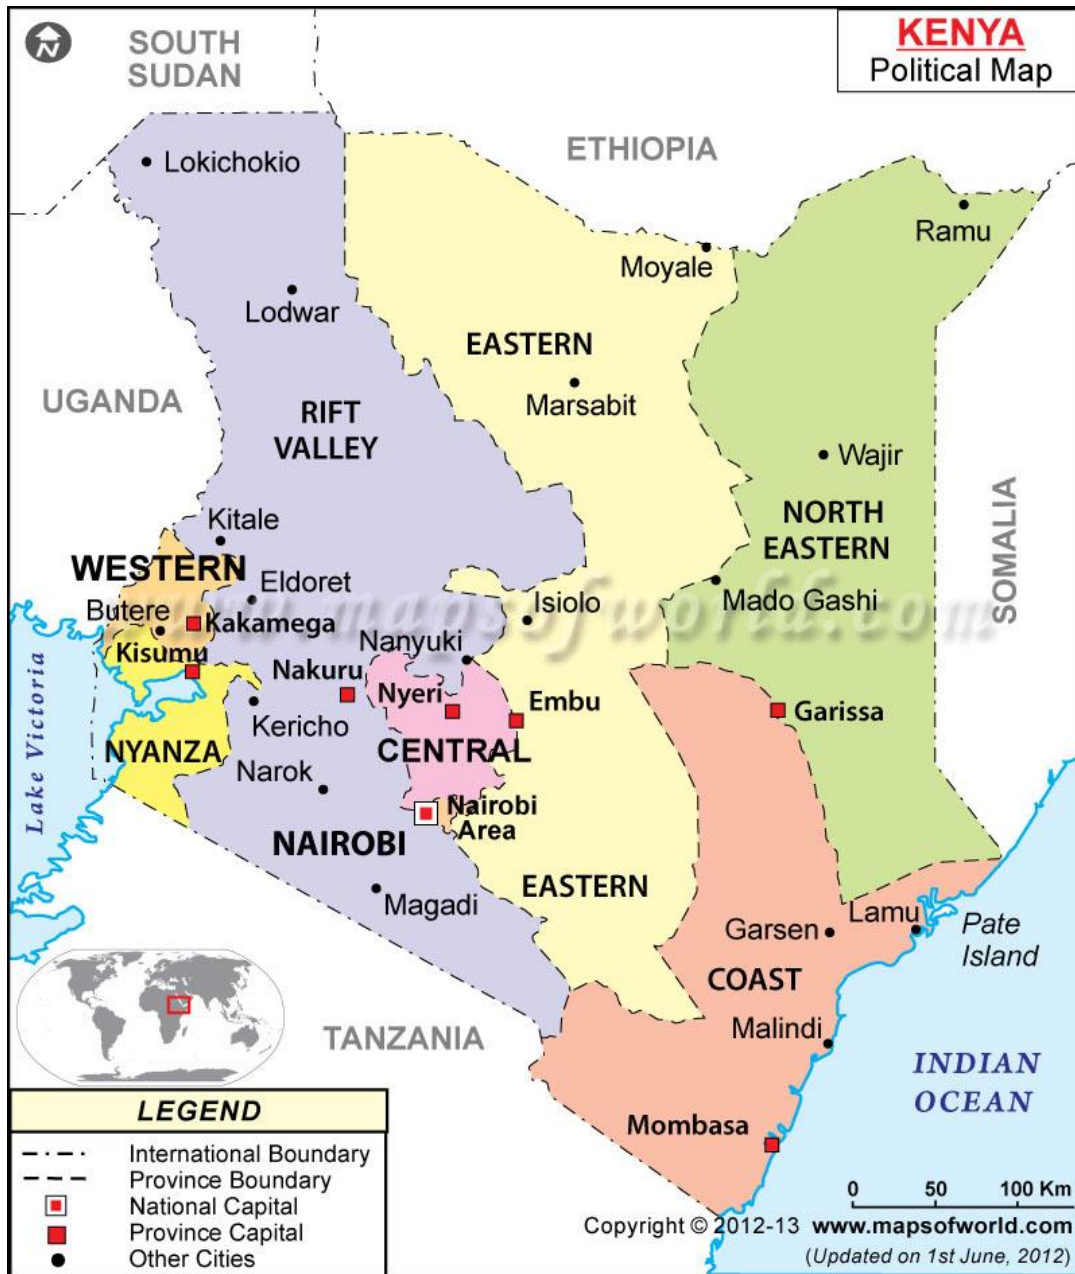 N
SOUTH
SUDAN
KENYA
Political Map
ETHIOPIA
Lokichokio
Ramu
Moyale
Lodwar
EASTERN
Marsabit
UGANDA
RIFT
VALLEY
Wajir
SOMALIA
NORTH
EASTERN
Kitale
WESTERN
Eldoret
Isiolo
Mado Gashi
www.mapsofworld.com
Butere
Kakamega
Kisumu
Nanyuki
Nakuru
Nyeri
Embu
Garissa
Kericho
CENTRAL
NYANZA
Lake Victoria
Narok
Nairobi
Area
NAIROBI
EASTERN
Magadi
Garsen
Lamu
Pate
Island
COAST
TANZANIA
Malindi
INDIAN
OCEAN
Mombasa
LEGEND
International Boundary
Province Boundary
National Capital
Province Capital
Other Cities
0 50 100 Km
Copyright © 2012-13 www.mapsofworld.com
(Updated on 1st June, 2012)